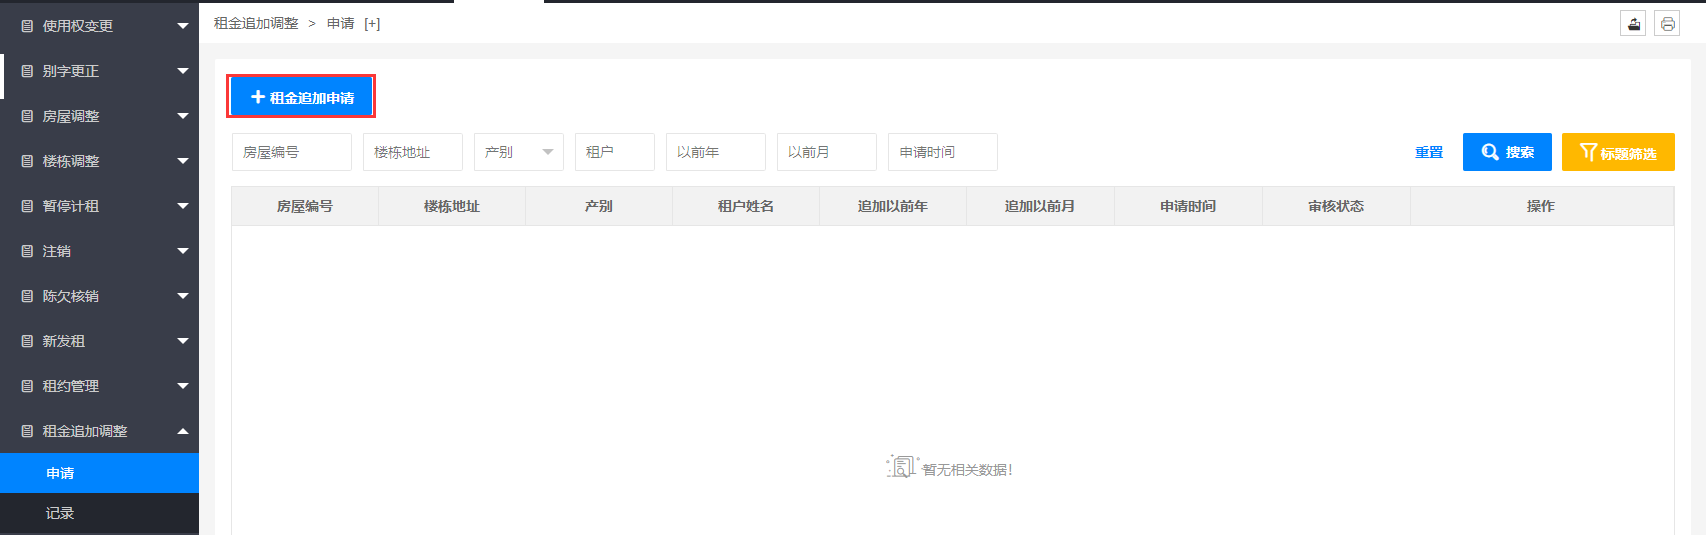 使用权变更
别字更正
房屋调整
楼栋调整
暂停计租
注销
陈欠核销
新发租
租约管理
租金追加调整
申请
记录
租金追加调整 > 申请 [+]
租金追加申请
房屋编号 楼栋地址 产别 租户 以前年 以前月 申请时间 重置 搜索 标题筛选
房屋编号 楼栋地址 产别 租户姓名 追加以前年 追加以前月 申请时间 审核状态 操作
暂无相关数据!